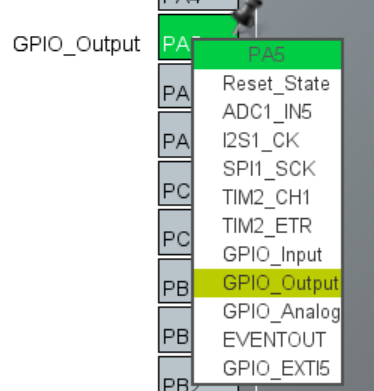 GPIO_Output
PA5
Reset_State
ADC1_IN5
I2S1_CK
SPI1_SCK
TIM2_CH1
TIM2_ETR
GPIO_Input
GPIO_Output
GPIO_Analog
EVENTOUT
GPIO_EXTI5
PA
PA
PC
PC
PB
PB